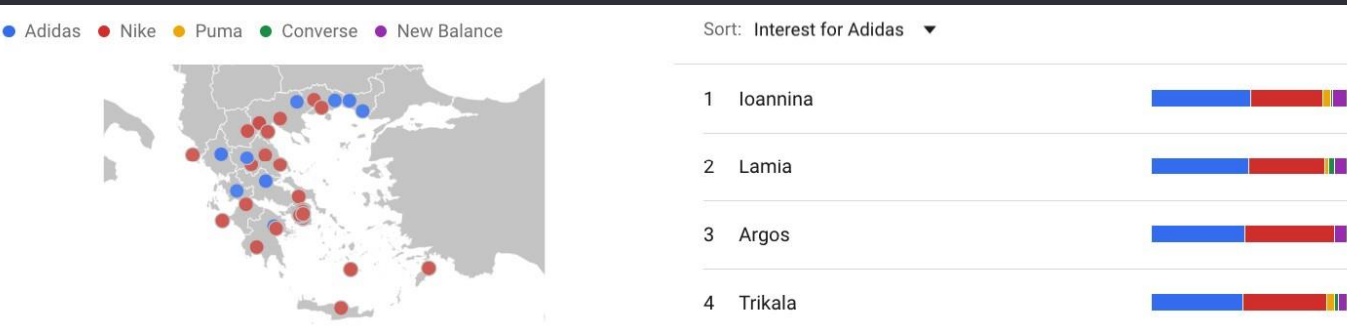 Adidas Nike Puma Converse New Balance
Sort: Interest for Adidas
1 Ioannina
2 Lamia
3 Argos
4 Trikala